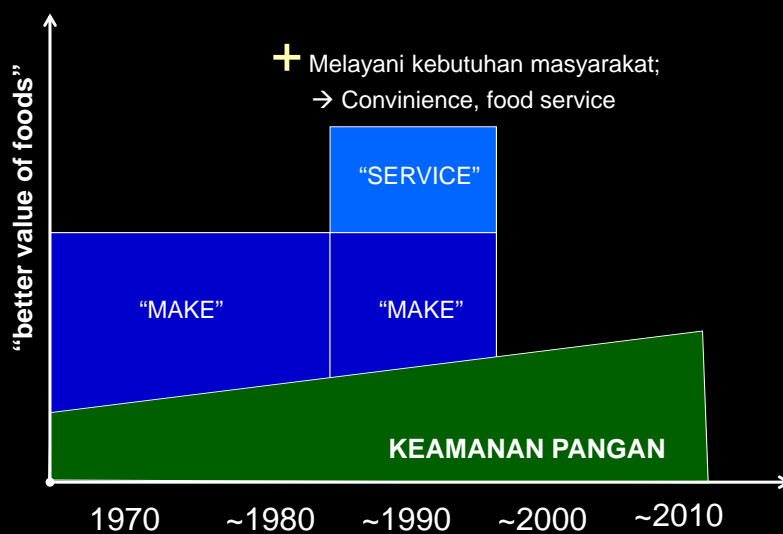 “better value of foods”
+ Melayani kebutuhan masyarakat;
→ Convinience, food service
“SERVICE”
“MAKE”
“MAKE”
KEAMANAN PANGAN
1970
~1980
~1990
~2000
~2010